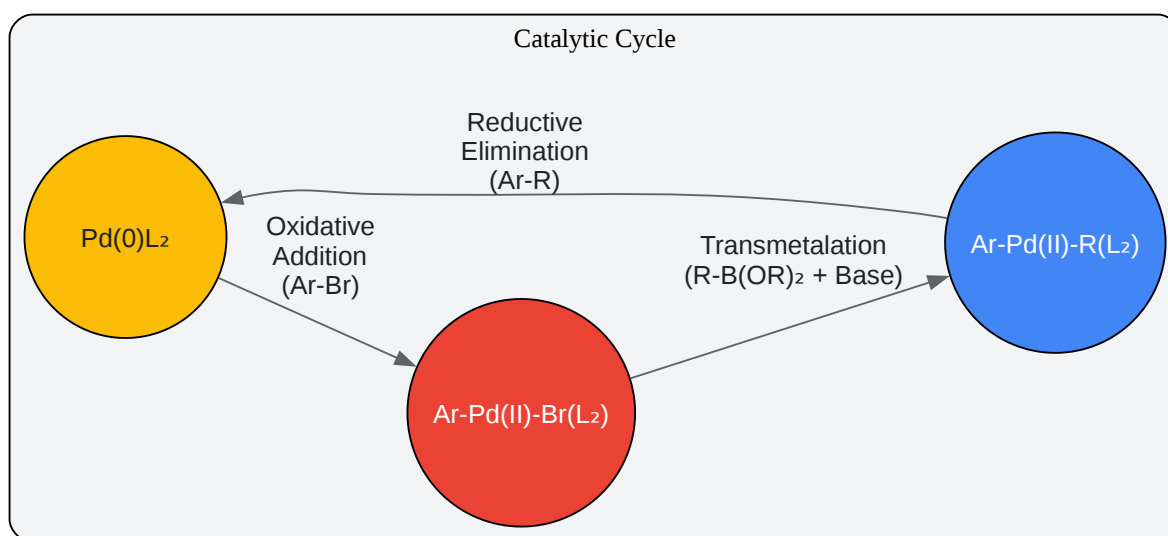 Catalytic Cycle
Reductive
Elimination
(Ar-R)
Pd(0)L₂
Oxidative
Addition
(Ar-Br)
Transmetalation
(R-B(OR)₂ + Base)
Ar-Pd(II)-R(L₂)
Ar-Pd(II)-Br(L₂)